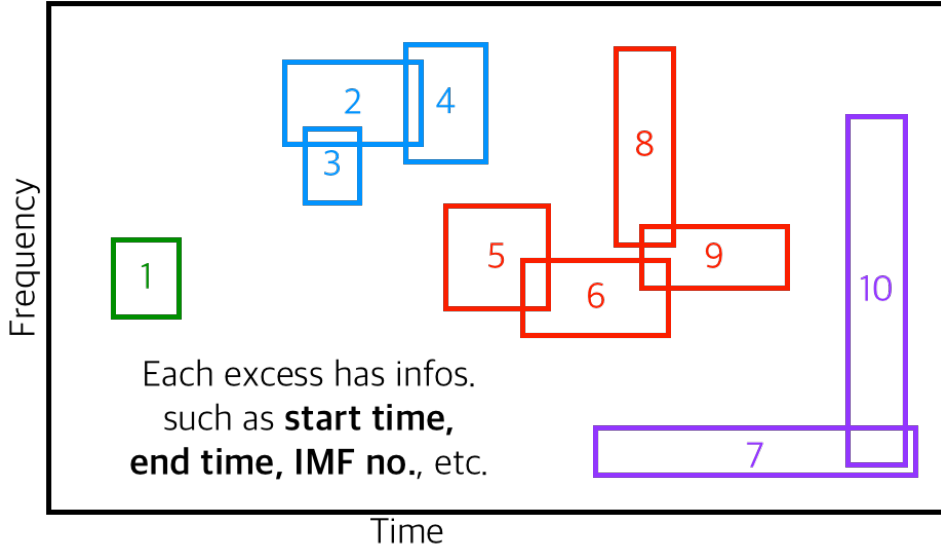 Frequency
2
4
3
8
1
5
6
9
10
Each excess has infos.
such as start time,
end time, IMF no., etc.
7
Time